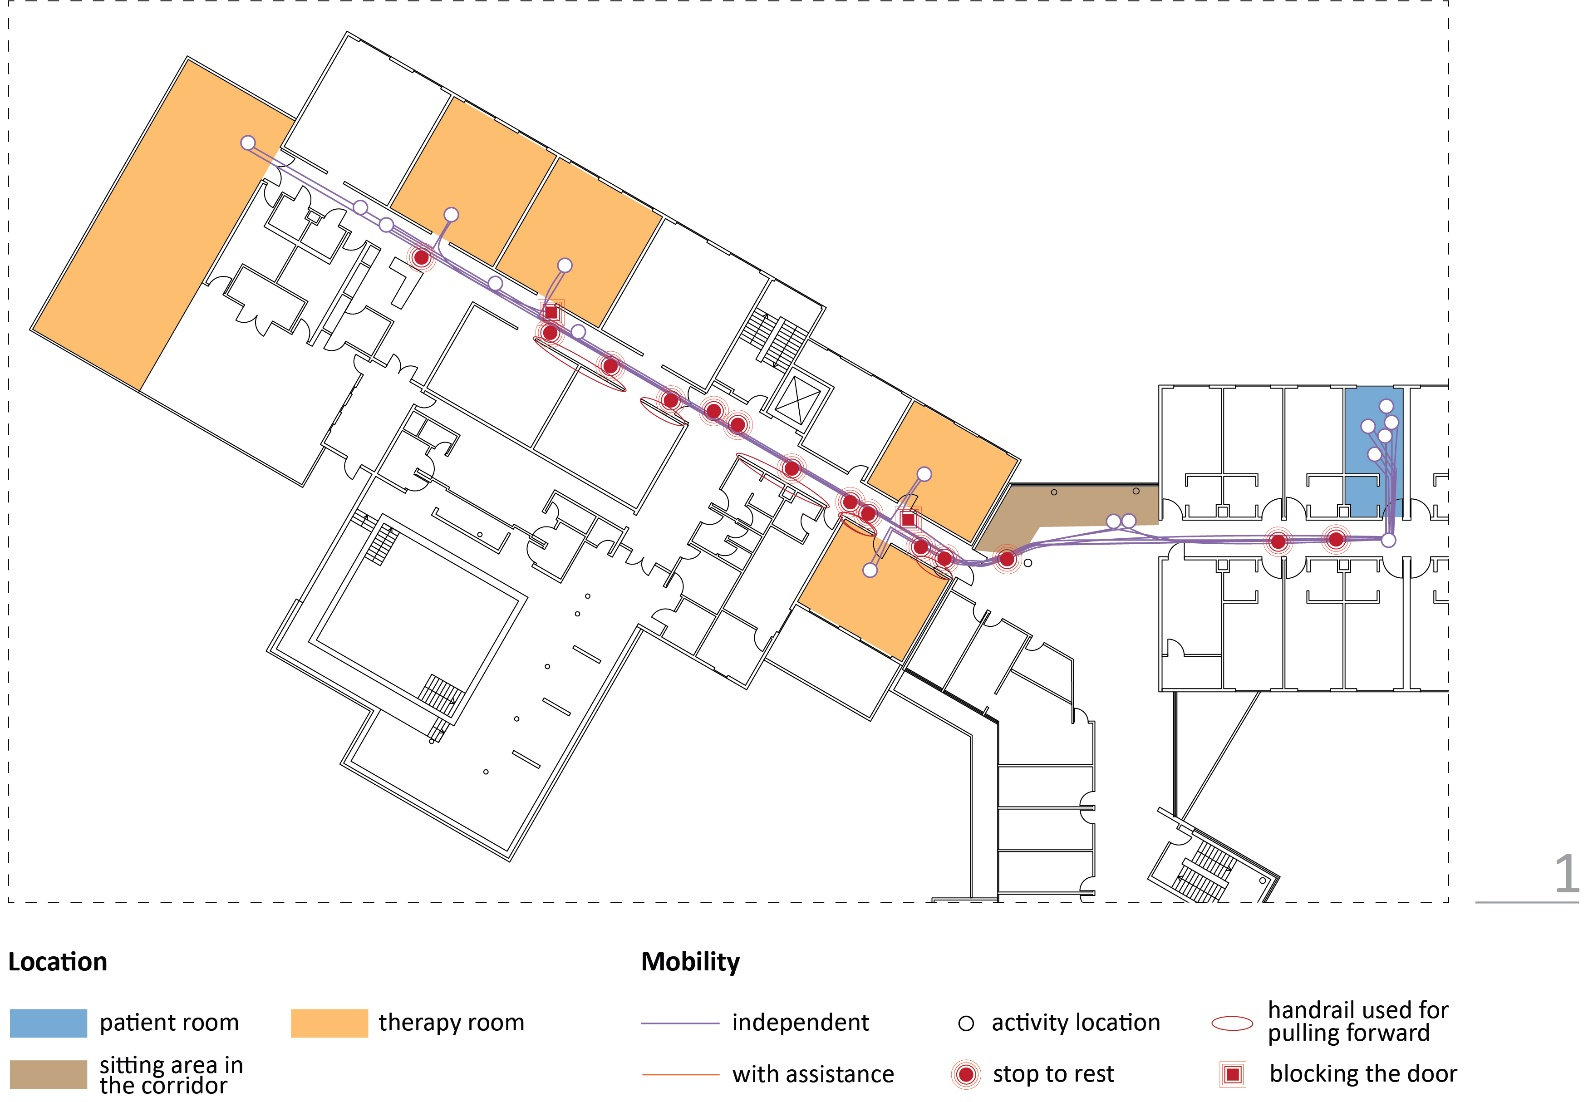 1
Location
Mobility
patient room
therapy room
sitting area in
the corridor
independent
with assistance
activity location
stop to rest
handrail used for
pulling forward
blocking the door